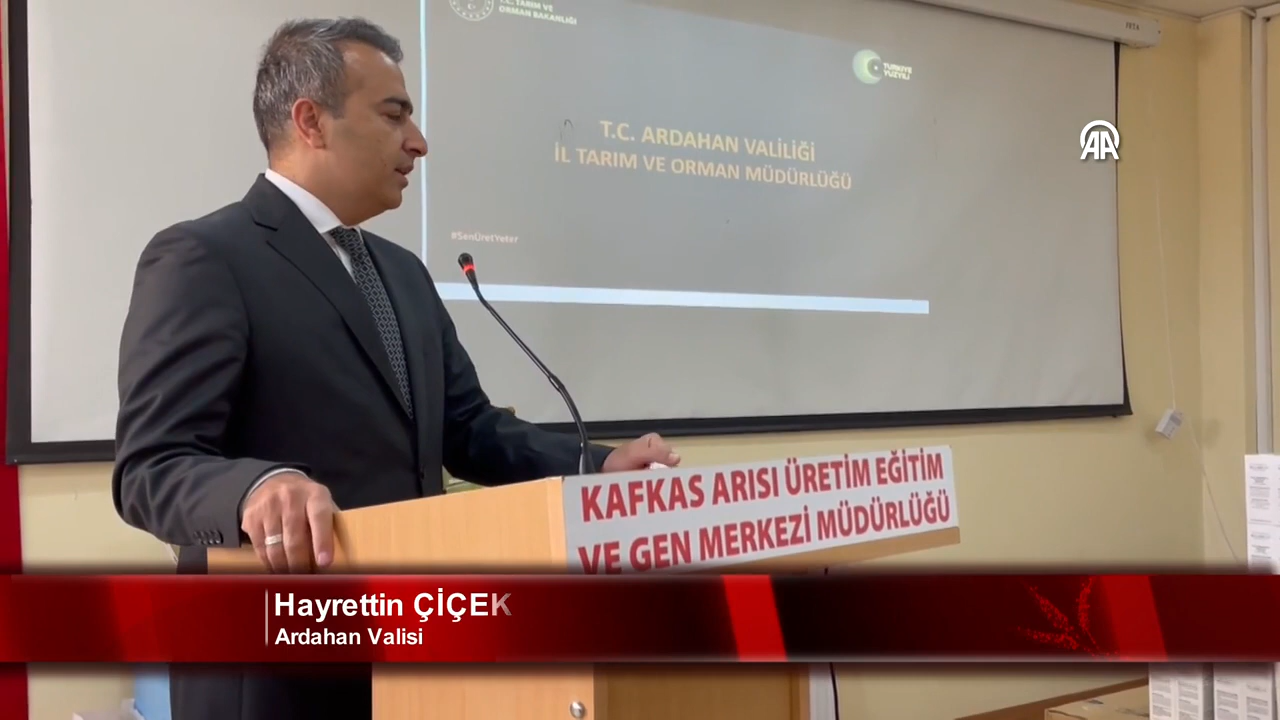 T.C. TARIM VE
ORMAN BAKANLIĞI
TÜRKİYE
YÜZYILI
T.C. ARDAHAN VALİLİĞİ
İL TARIM VE ORMAN MÜDÜRLÜĞÜ
#SenÜretYeter
AA
KAFKAS ARISI ÜRETİM EĞİTİM
VE GEN MERKEZİ MÜDÜRLÜĞÜ
Hayrettin ÇİÇEK
Ardahan Valisi